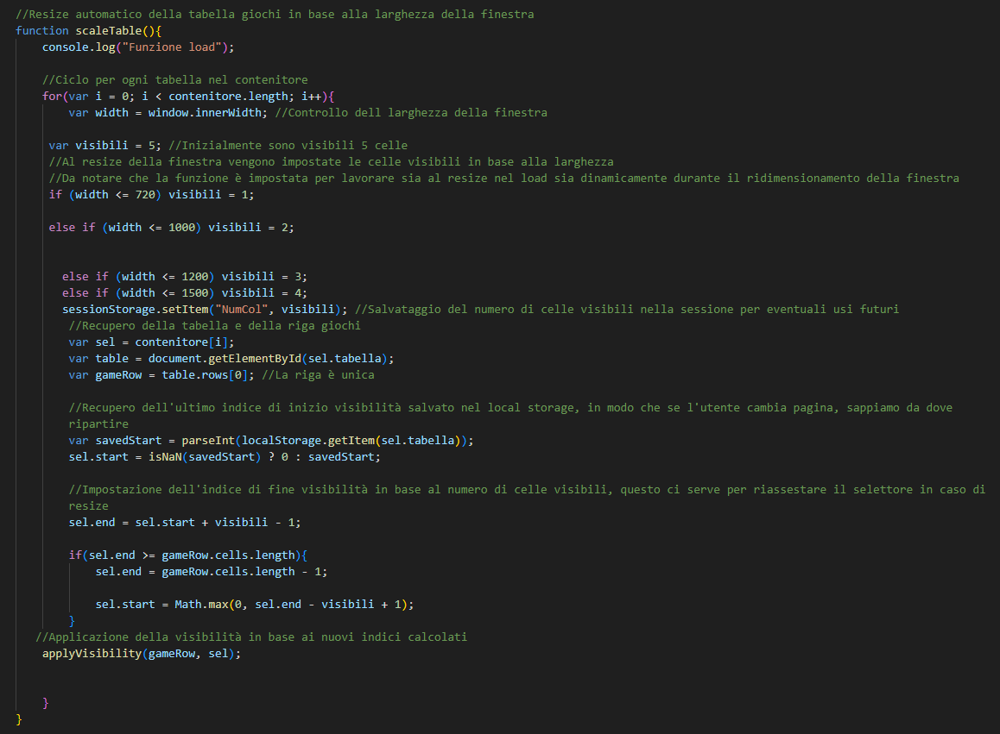 //Resize automatico della tabella giochi in base alla larghezza della finestra
function scaleTable(){
console.log("Funzione load");
//Ciclo per ogni tabella nel contenitore
for(var i = 0; i < contenitore.length; i++){
var width = window.innerWidth; //Controllo dell larghezza della finestra
var visibili = 5; //Inizialmente sono visibili 5 celle
//Al resize della finestra vengono impostate le celle visibili in base alla larghezza
//Da notare che la funzione è impostata per lavorare sia al resize nel load sia dinamicamente durante il ridimensionamento della finestra
if (width <= 720) visibili = 1;
else if (width <= 1000) visibili = 2;
else if (width <= 1200) visibili = 3;
else if (width <= 1500) visibili = 4;
sessionStorage.setItem("NumCol", visibili); //Salvataggio del numero di celle visibili nella sessione per eventuali usi futuri
//Recupero della tabella e della riga giochi
var sel = contenitore[i];
var table = document.getElementById(sel.tabella);
var gameRow = table.rows[0]; //La riga è unica
//Recupero dell'ultimo indice di inizio visibilità salvato nel local storage, in modo che se l'utente cambia pagina, sappiamo da dove
ripartire
var savedStart = parseInt(localStorage.getItem(sel.tabella));
sel.start = isNaN(savedStart) ? 0 : savedStart;
//Impostazione dell'indice di fine visibilità in base al numero di celle visibili, questo ci serve per riassestare il selettore in caso di
resize
sel.end = sel.start + visibili - 1;
if(sel.end >= gameRow.cells.length){
sel.end = gameRow.cells.length - 1;
sel.start = Math.max(0, sel.end - visibili + 1);
}
//Applicazione della visibilità in base ai nuovi indici calcolati
applyVisibility(gameRow, sel);
}
}